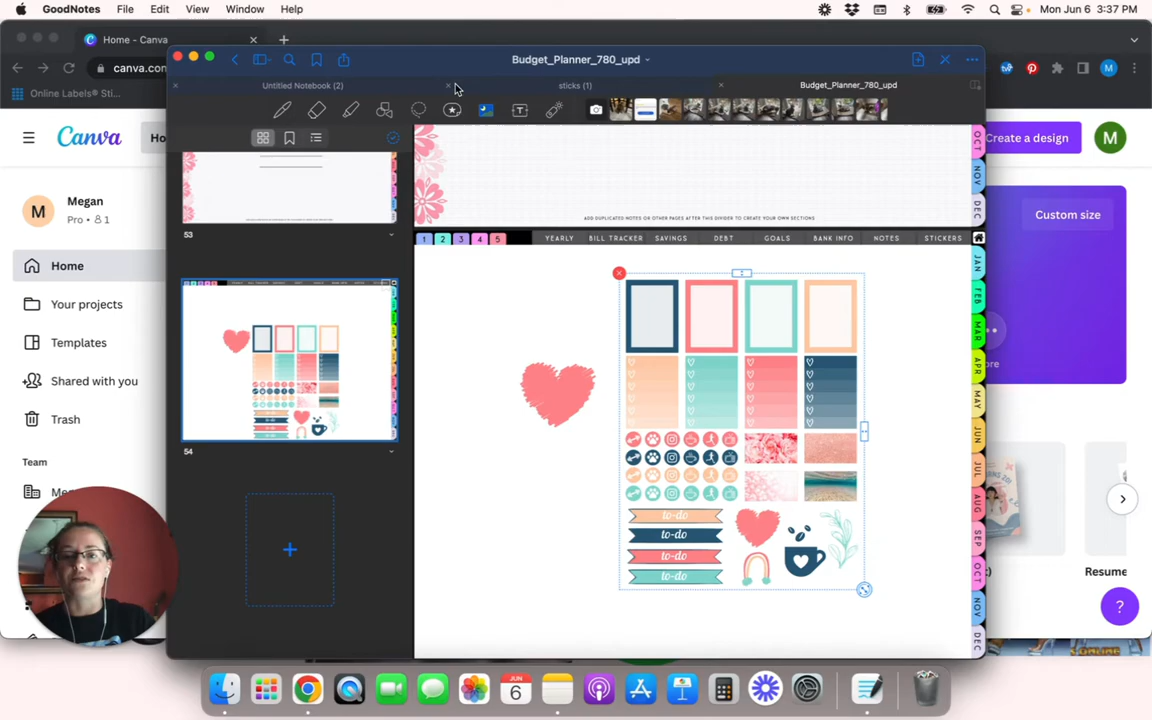 GoodNotes File Edit View Window Help
Mon Jun 6 3:37 PM
Home - Canva
canva.com
Online Labels® Sti...
Budget_Planner_780_upd
Untitled Notebook (2)
sticks (1)
Budget_Planner_780_upd
Canva
Create a design
M
M
Megan
Pro • 1
Home
Your projects
Templates
Shared with you
Trash
Team
53
54
ADD DUPLICATED NOTES OR OTHER PAGES AFTER THIS DIVIDER TO CREATE YOUR OWN SECTIONS
1 2 3 4 5 YEARLY BILL TRACKER SAVINGS DEBT GOALS BANK INFO NOTES STICKERS
OCT
NOV
DEC
JAN
FEB
MAR
APR
MAY
JUN
JUL
AUG
SEP
OCT
NOV
DEC
to-do
to-do
to-do
to-do
Custom size
Resume
?
JUN
6